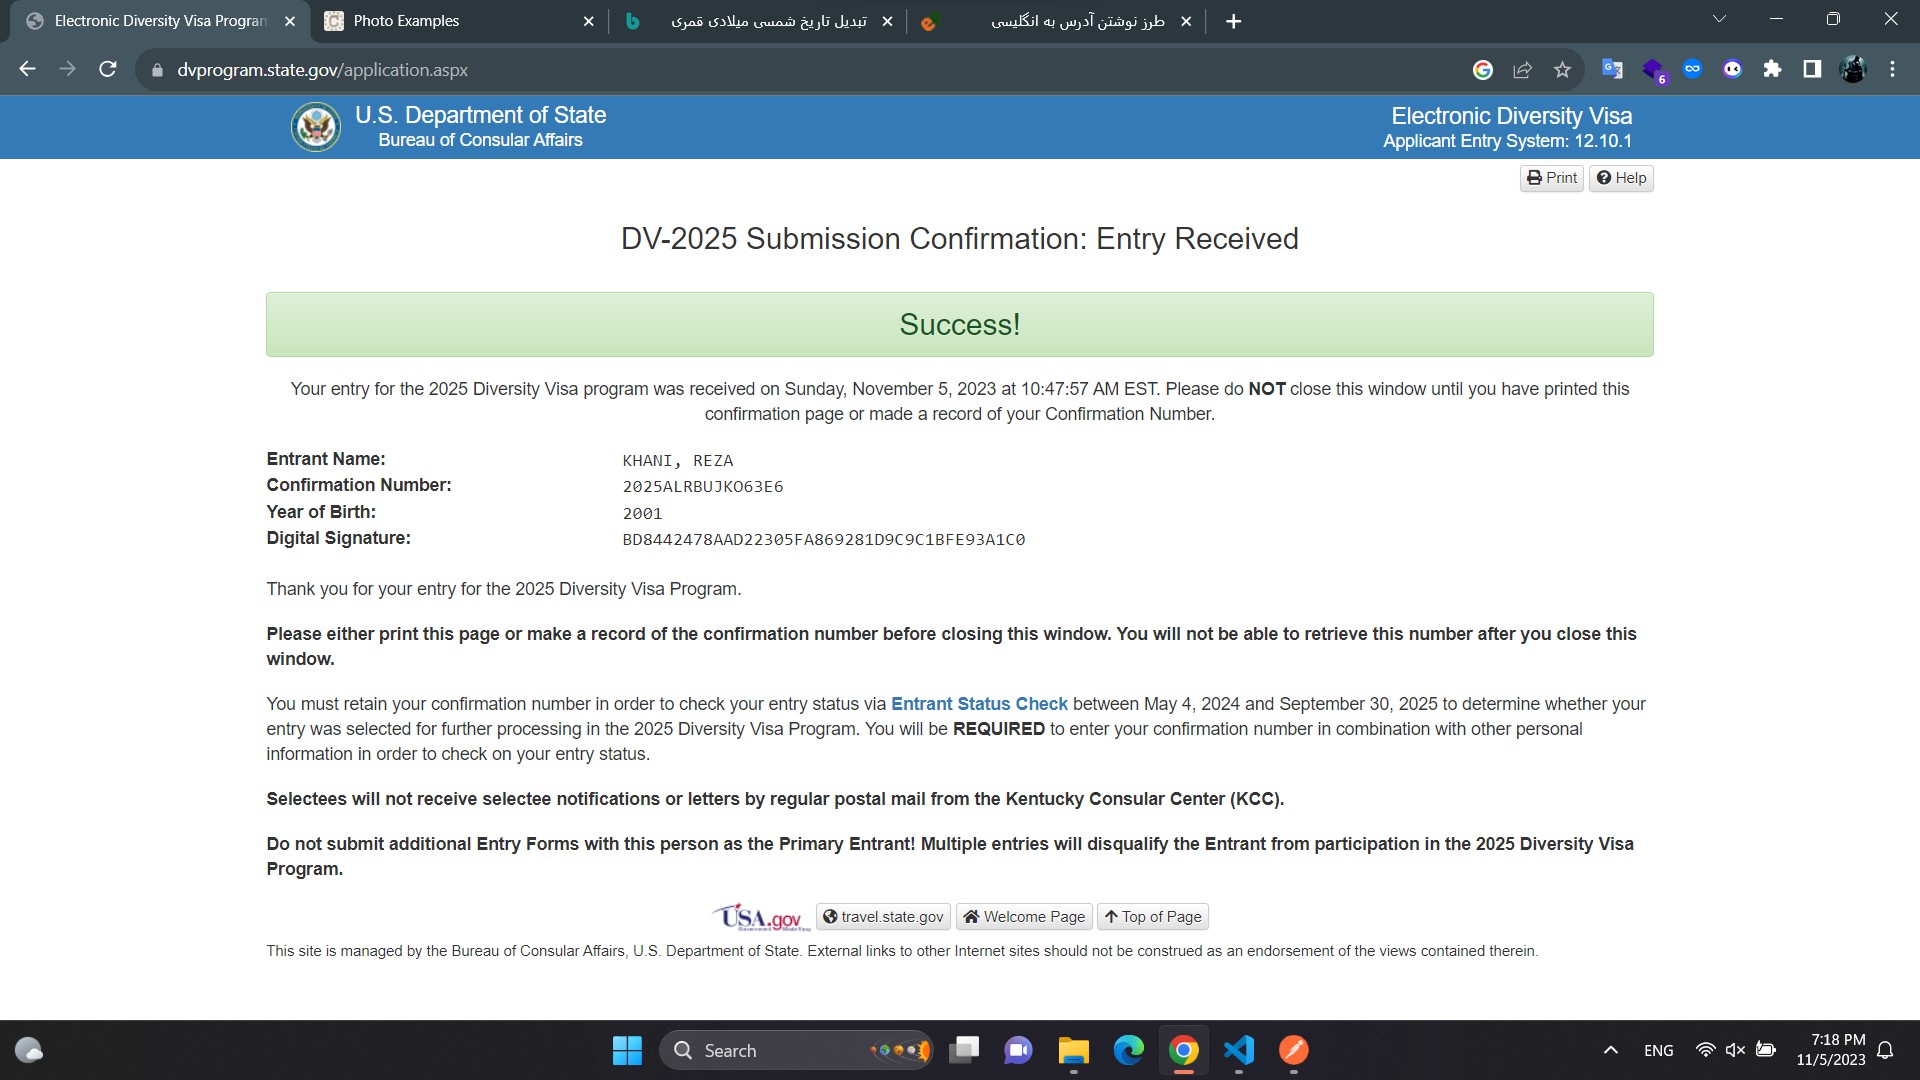 Electronic Diversity Visa Program
Photo Examples
تبدیل تاریخ شمسی میلادی قمری
طرز نوشتن آدرس به انگلیسی
dvprogram.state.gov/application.aspx
6
U.S. Department of State
Bureau of Consular Affairs
Electronic Diversity Visa
Applicant Entry System: 12.10.1
Print
Help
DV-2025 Submission Confirmation: Entry Received
Success!
Your entry for the 2025 Diversity Visa program was received on Sunday, November 5, 2023 at 10:47:57 AM EST. Please do NOT close this window until you have printed this
confirmation page or made a record of your Confirmation Number.
Entrant Name: KHANI, REZA
Confirmation Number: 2025ALRBUJKO63E6
Year of Birth: 2001
Digital Signature: BD8442478AAD22305FA869281D9C9C1BFE93A1C0
Thank you for your entry for the 2025 Diversity Visa Program.
Please either print this page or make a record of the confirmation number before closing this window. You will not be able to retrieve this number after you close this
window.
You must retain your confirmation number in order to check your entry status via Entrant Status Check between May 4, 2024 and September 30, 2025 to determine whether your
entry was selected for further processing in the 2025 Diversity Visa Program. You will be REQUIRED to enter your confirmation number in combination with other personal
information in order to check on your entry status.
Selectees will not receive selectee notifications or letters by regular postal mail from the Kentucky Consular Center (KCC).
Do not submit additional Entry Forms with this person as the Primary Entrant! Multiple entries will disqualify the Entrant from participation in the 2025 Diversity Visa
Program.
USA.gov
travel.state.gov
Welcome Page
Top of Page
This site is managed by the Bureau of Consular Affairs, U.S. Department of State. External links to other Internet sites should not be construed as an endorsement of the views contained therein.
Search
ENG
7:18 PM
11/5/2023